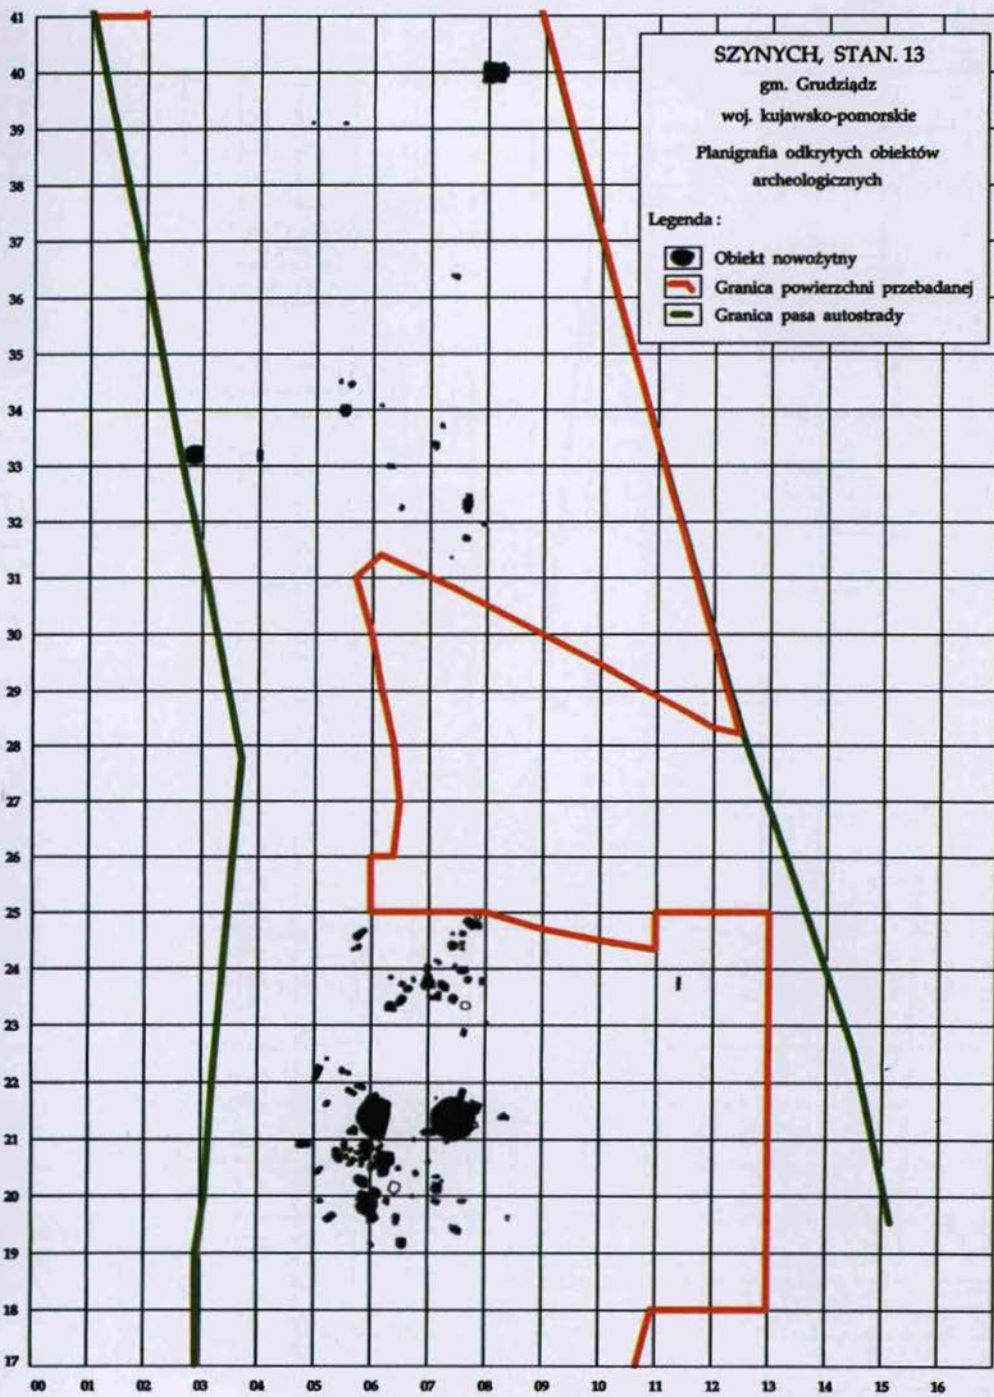 SZYNYCH, STAN. 13
gm. Grudziądz
woj. kujawsko-pomorskie
Planigrafia odkrytych obiektów
archeologicznych
Legenda :
Obiekt nowożytny
Granica powierzchni przebadanej
Granica pasa autostrady
41
40
39
38
37
36
35
34
33
32
31
30
29
28
27
26
25
24
23
22
21
20
19
18
17
00 01 02 03 04 05 06 07 08 09 10 11 12 13 14 15 16